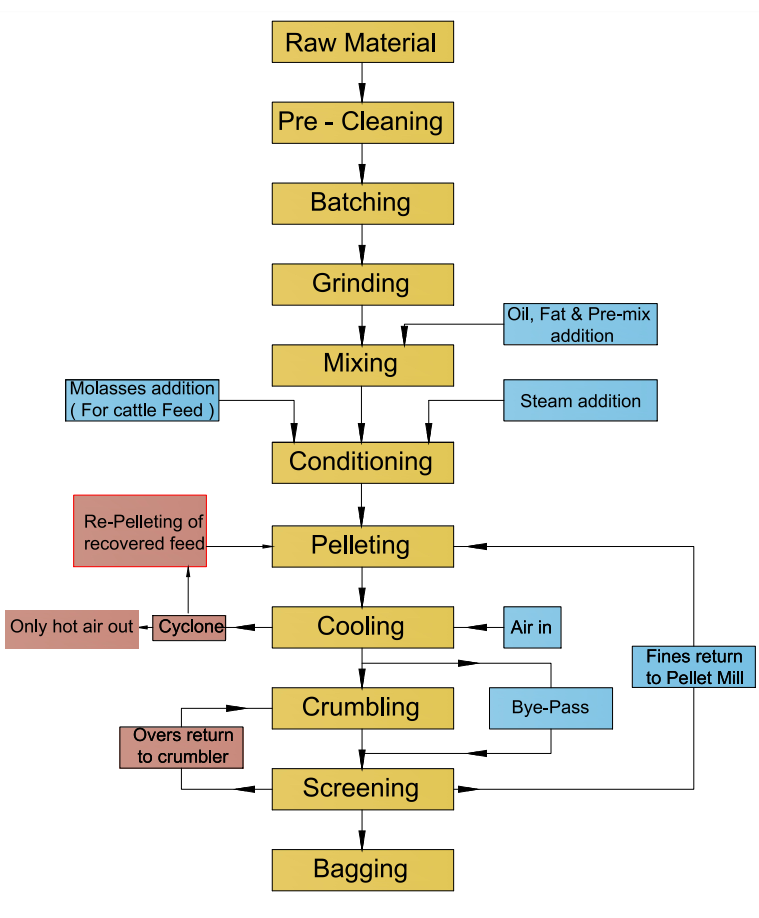 Raw Material
Pre - Cleaning
Batching
Grinding
Oil, Fat & Pre-mix
addition
Mixing
Molasses addition
( For cattle Feed )
Steam addition
Conditioning
Re-Pelleting of
recovered feed
Pelleting
Only hot air out
Cyclone
Cooling
Air in
Fines return
to Pellet Mill
Crumbling
Bye-Pass
Overs return
to crumbler
Screening
Bagging